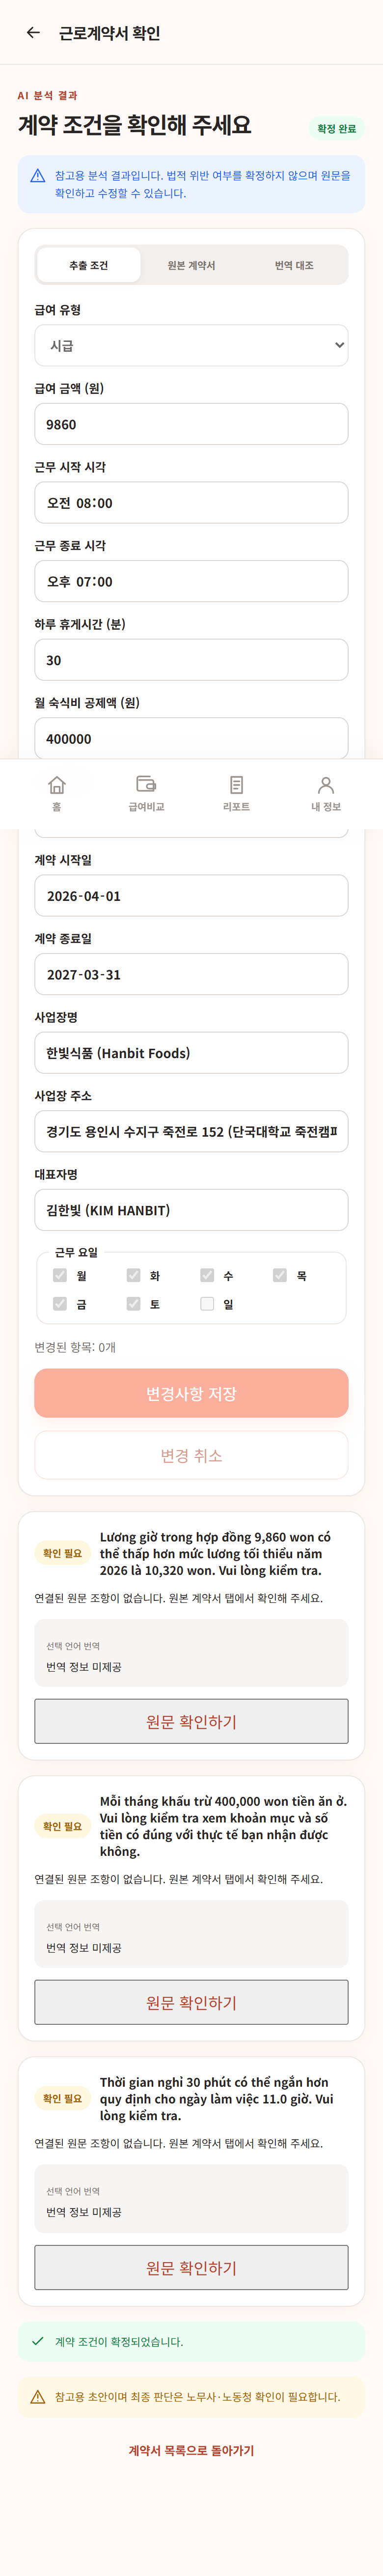 근로계약서 확인
AI 분석 결과
계약 조건을 확인해 주세요
확정 완료
참고용 분석 결과입니다. 법적 위반 여부를 확정하지 않으며 원문을
확인하고 수정할 수 있습니다.
추출 조건
원본 계약서
번역 대조
급여 유형
시급
급여 금액 (원)
9860
근무 시작 시각
오전 08:00
근무 종료 시각
오후 07:00
하루 휴게시간 (분)
30
월 숙식비 공제액 (원)
400000
홈
급여비교
리포트
내 정보
계약 시작일
2026-04-01
계약 종료일
2027-03-31
사업장명
한빛식품 (Hanbit Foods)
사업장 주소
경기도 용인시 수지구 죽전로 152 (단국대학교 죽전캠프
대표자명
김한빛 (KIM HANBIT)
근무 요일
월 화 수 목
금 토 일
변경된 항목: 0개
변경사항 저장
변경 취소
확인 필요
Lương giờ trong hợp đồng 9,860 won có
thể thấp hơn mức lương tối thiểu năm
2026 là 10,320 won. Vui lòng kiểm tra.
연결된 원문 조항이 없습니다. 원본 계약서 탭에서 확인해 주세요.
선택 언어 번역
번역 정보 미제공
원문 확인하기
확인 필요
Mỗi tháng khấu trừ 400,000 won tiền ăn ở.
Vui lòng kiểm tra xem khoản mục và số
tiền có đúng với thực tế bạn nhận được
không.
연결된 원문 조항이 없습니다. 원본 계약서 탭에서 확인해 주세요.
선택 언어 번역
번역 정보 미제공
원문 확인하기
확인 필요
Thời gian nghỉ 30 phút có thể ngắn hơn
quy định cho ngày làm việc 11.0 giờ. Vui
lòng kiểm tra.
연결된 원문 조항이 없습니다. 원본 계약서 탭에서 확인해 주세요.
선택 언어 번역
번역 정보 미제공
원문 확인하기
계약 조건이 확정되었습니다.
참고용 초안이며 최종 판단은 노무사·노동청 확인이 필요합니다.
계약서 목록으로 돌아가기